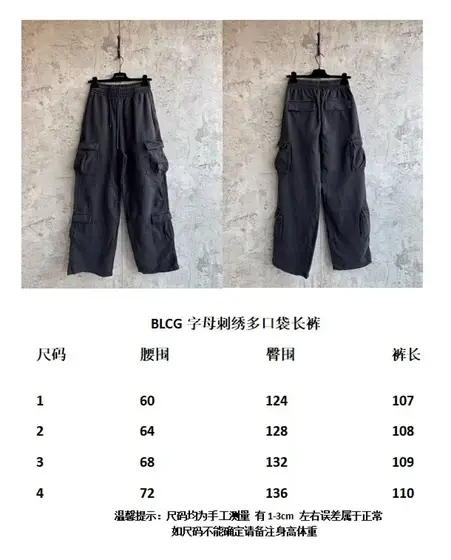 BLCG 字母刺绣多口袋长裤
尺码 腰围 臀围 裤长
1 60 124 107
2 64 128 108
3 68 132 109
4 72 136 110
温馨提示：尺码均为手工测量 有 1-3cm 左右误差属于正常
如尺码不能确定请备注身高体重